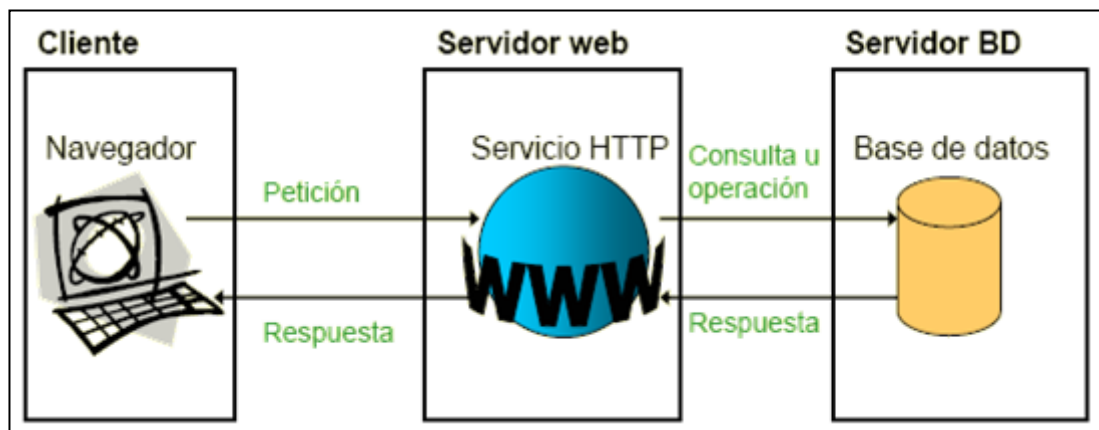 Cliente
Servidor web
Servidor BD
Navegador
Servicio HTTP
Base de datos
Petición
Consulta u
operación
WWW
Respuesta
Respuesta